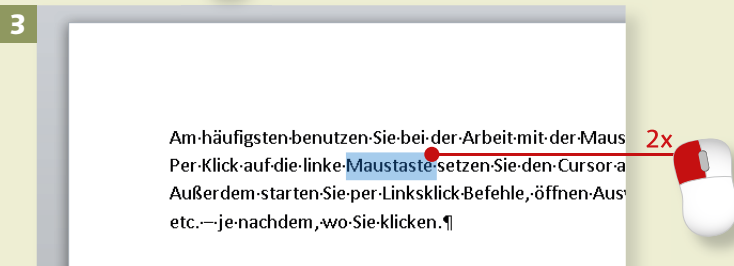 3
Am·häufigsten·benutzen·Sie·bei·der·Arbeit·mit·der·Maus
2x
Per·Klick·auf·die·linke·Maustaste·setzen·Sie·den·Cursor·a
Außerdem·starten·Sie·per·Linksklick·Befehle,·öffnen·Aus
etc.·–·je·nachdem,·wo·Sie·klicken.¶